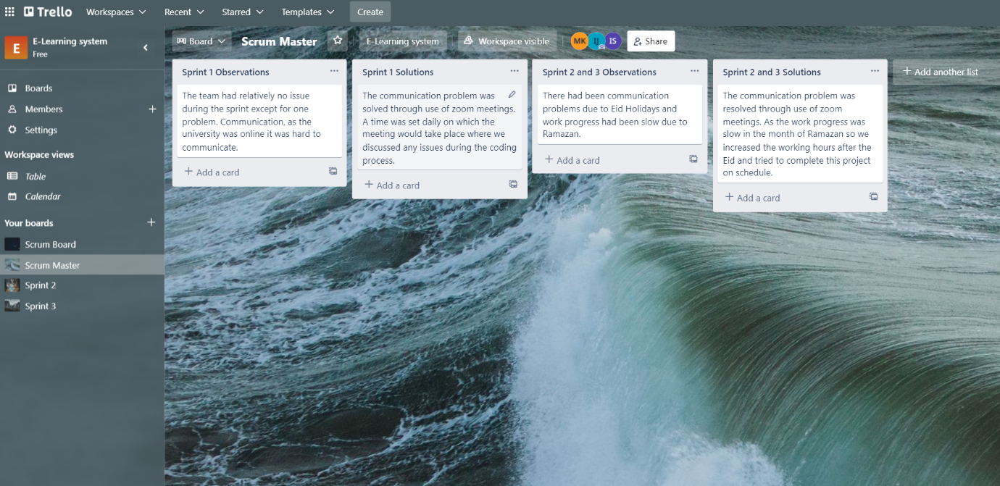 Trello
Workspaces
Recent
Starred
Templates
Create
E
E-Learning system
Free
Boards
Members
Settings
Workspace views
Table
Calendar
Your boards
Scrum Board
Scrum Master
Sprint 2
Sprint 3
Board
Scrum Master
E-Learning system
Workspace visible
MK
IJ
IS
Share
Sprint 1 Observations
The team had relatively no issue
during the sprint except for one
problem. Communication, as the
university was online it was hard to
communicate.
+ Add a card
Sprint 1 Solutions
The communication problem was
solved through use of zoom meetings.
A time was set daily on which the
meeting would take place where we
discussed any issues during the coding
process.
+ Add a card
Sprint 2 and 3 Observations
There had been communication
problems due to Eid Holidays and
work progress had been slow due to
Ramazan.
+ Add a card
Sprint 2 and 3 Solutions
The communication problem was
resolved through use of zoom
meetings. As the work progress was
slow in the month of Ramazan so we
increased the working hours after the
Eid and tried to complete this project
on schedule.
+ Add a card
+ Add another list